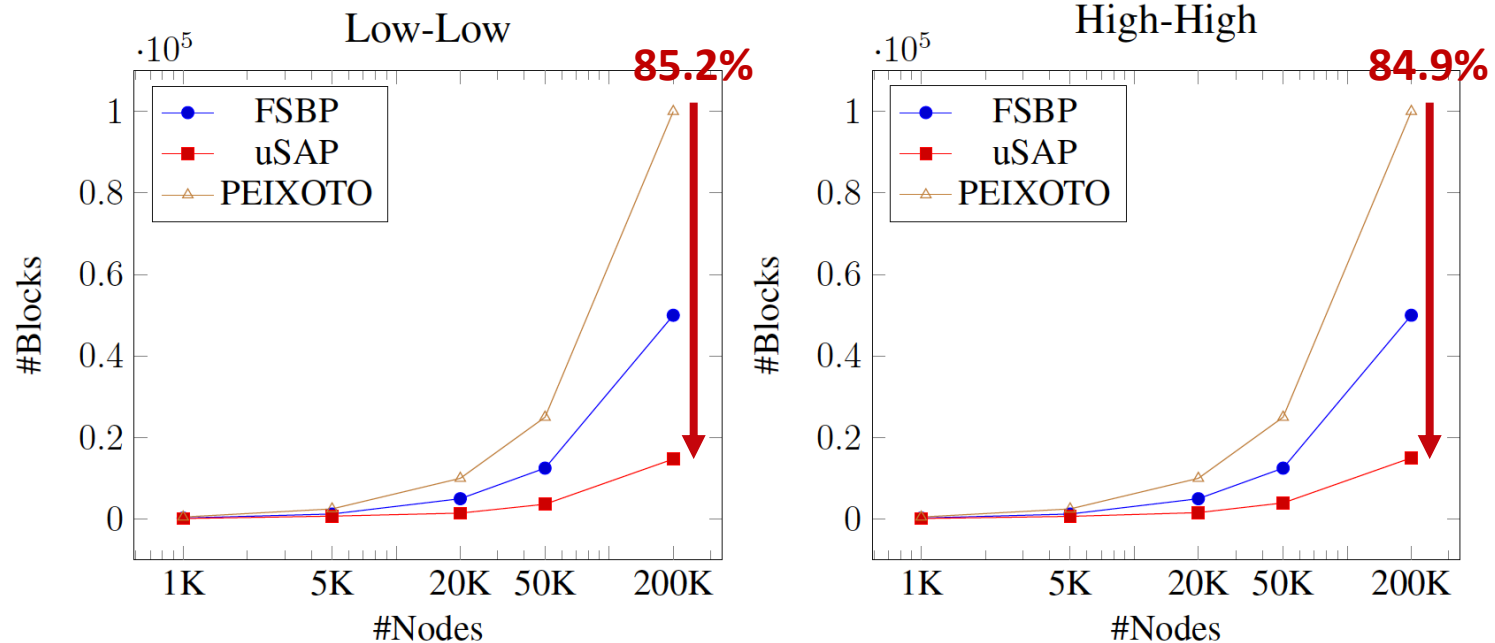 Low-Low
·10^5
85.2%
FSBP
uSAP
PEIXOTO
1
0.8
0.6
0.4
0.2
0
#Blocks
1K 5K 20K 50K 200K
#Nodes
High-High
·10^5
84.9%
FSBP
uSAP
PEIXOTO
1
0.8
0.6
0.4
0.2
0
#Blocks
1K 5K 20K 50K 200K
#Nodes